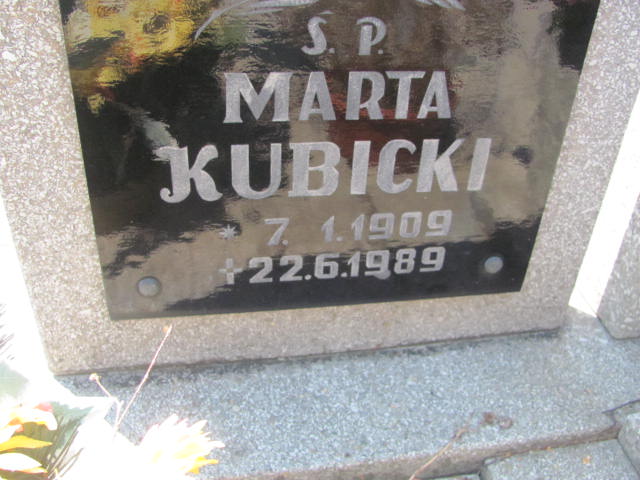 Ś. P.
MARTA
KUBICKI
* 7. 1.1909
† 22.6.1989